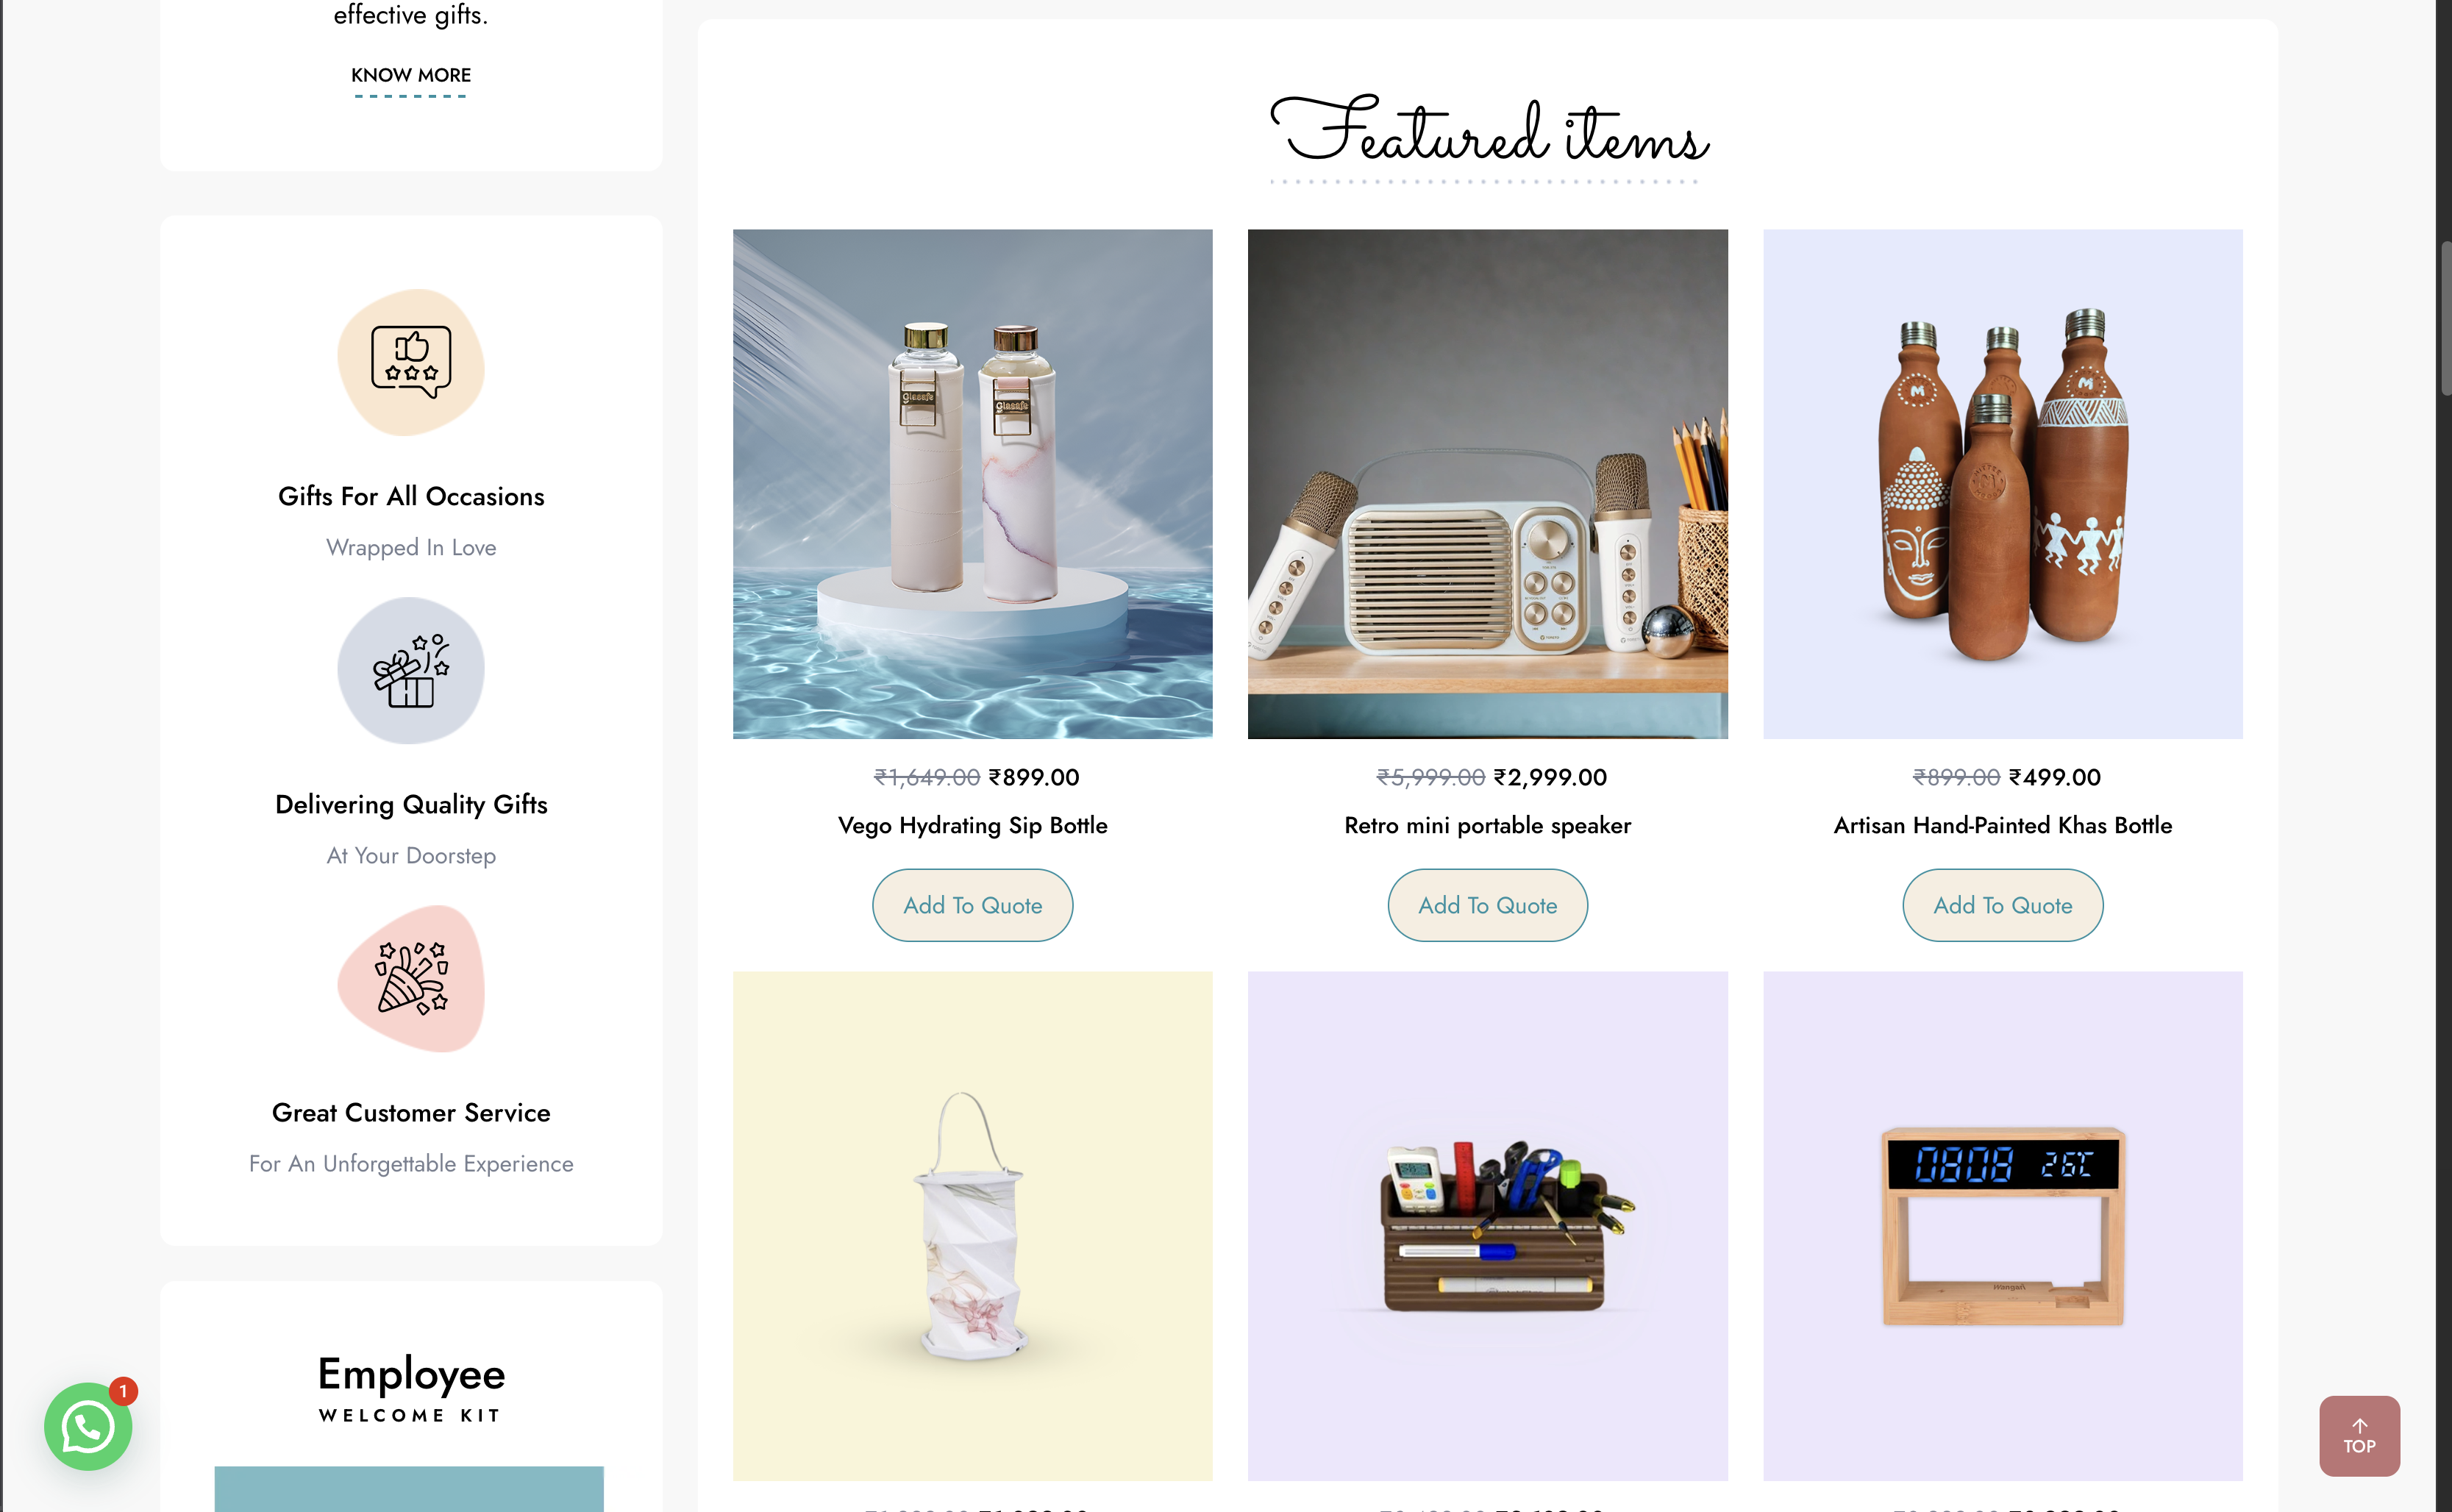 effective gifts.
KNOW MORE
Gifts For All Occasions
Wrapped In Love
Delivering Quality Gifts
At Your Doorstep
Great Customer Service
For An Unforgettable Experience
Employee
WELCOME KIT
1
Featured items
Glasafe
Glasafe
M
M
₹1,649.00 ₹899.00
Vego Hydrating Sip Bottle
Add To Quote
₹5,999.00 ₹2,999.00
Retro mini portable speaker
Add To Quote
₹899.00 ₹499.00
Artisan Hand-Painted Khas Bottle
Add To Quote
0808 26℃
Wangan
TOP